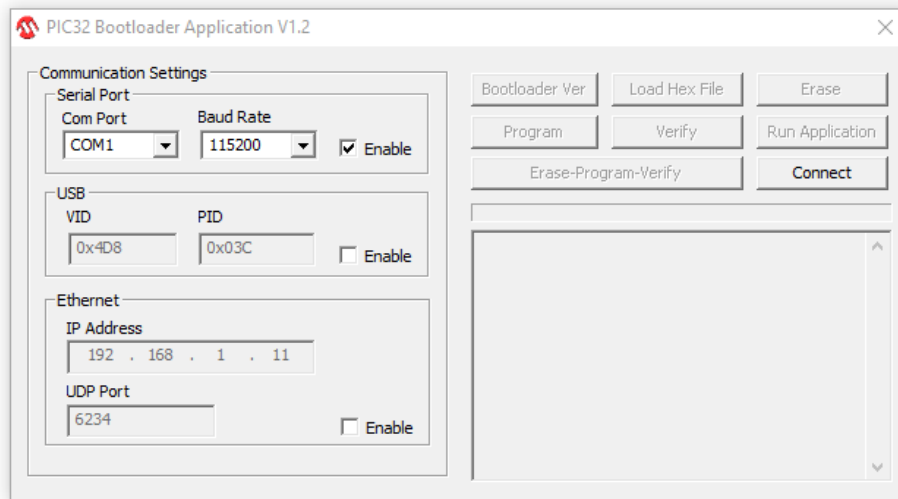 PIC32 Bootloader Application V1.2
Communication Settings
Serial Port
Com Port Baud Rate
COM1 115200 Enable
USB
VID PID
0x4D8 0x03C Enable
Ethernet
IP Address
192 . 168 . 1 . 11
UDP Port
6234 Enable
Bootloader Ver Load Hex File Erase
Program Verify Run Application
Erase-Program-Verify Connect